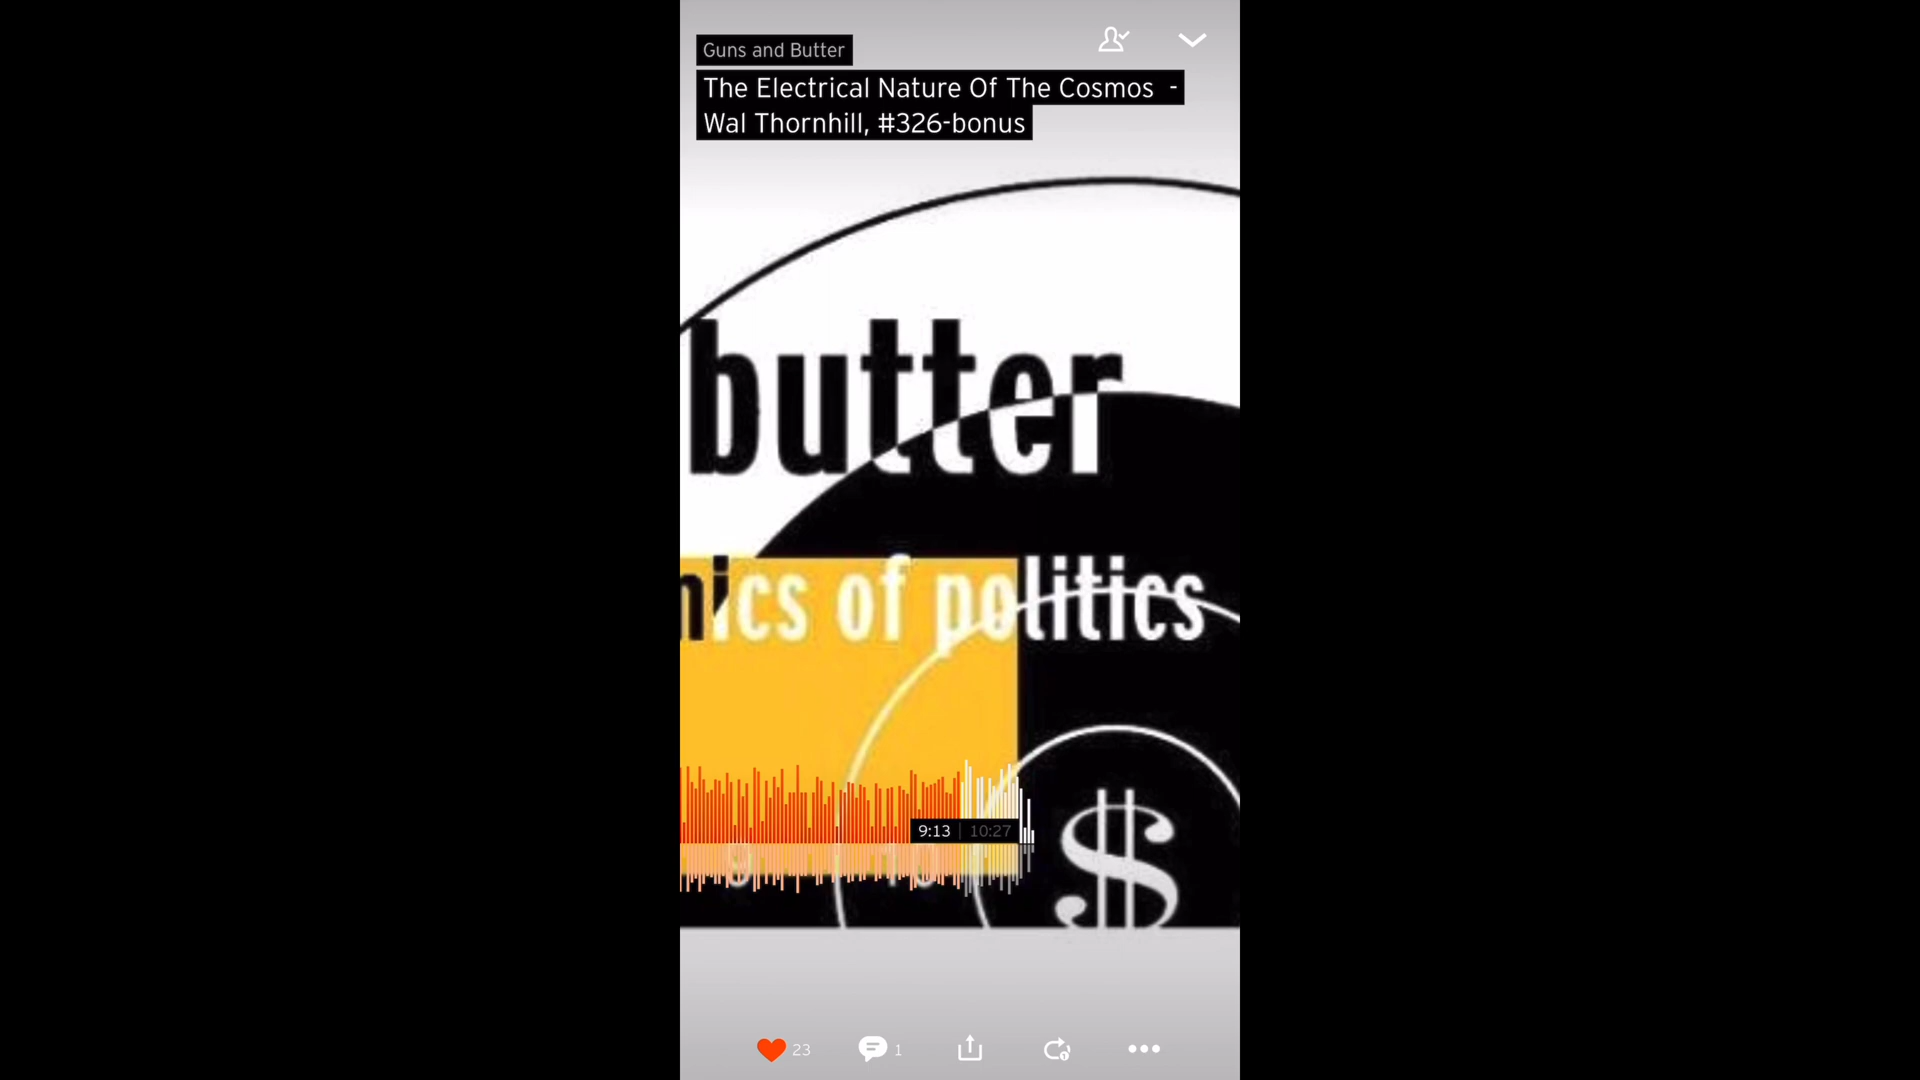 Guns and Butter
The Electrical Nature Of The Cosmos -
Wal Thornhill, #326-bonus
butter
nics of politics
$
9:13 | 10:27
23
1